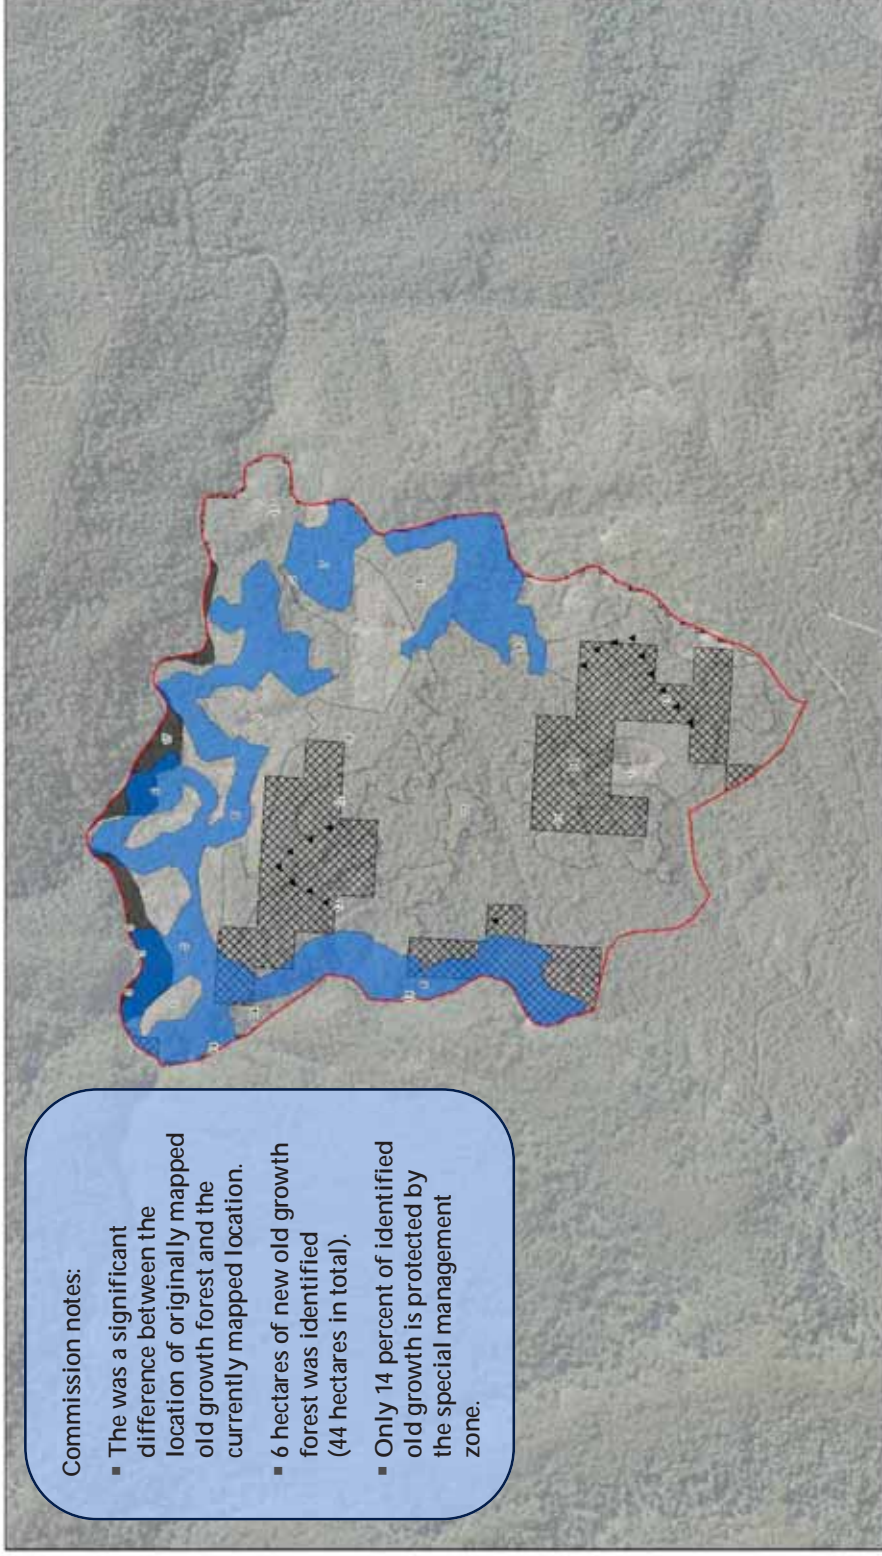 Commission notes:
▪ The was a significant
difference between the
location of originally mapped
old growth forest and the
currently mapped location.
▪ 6 hectares of new old growth
forest was identified
(44 hectares in total).
▪ Only 14 percent of identified
old growth is protected by
the special management
zone.